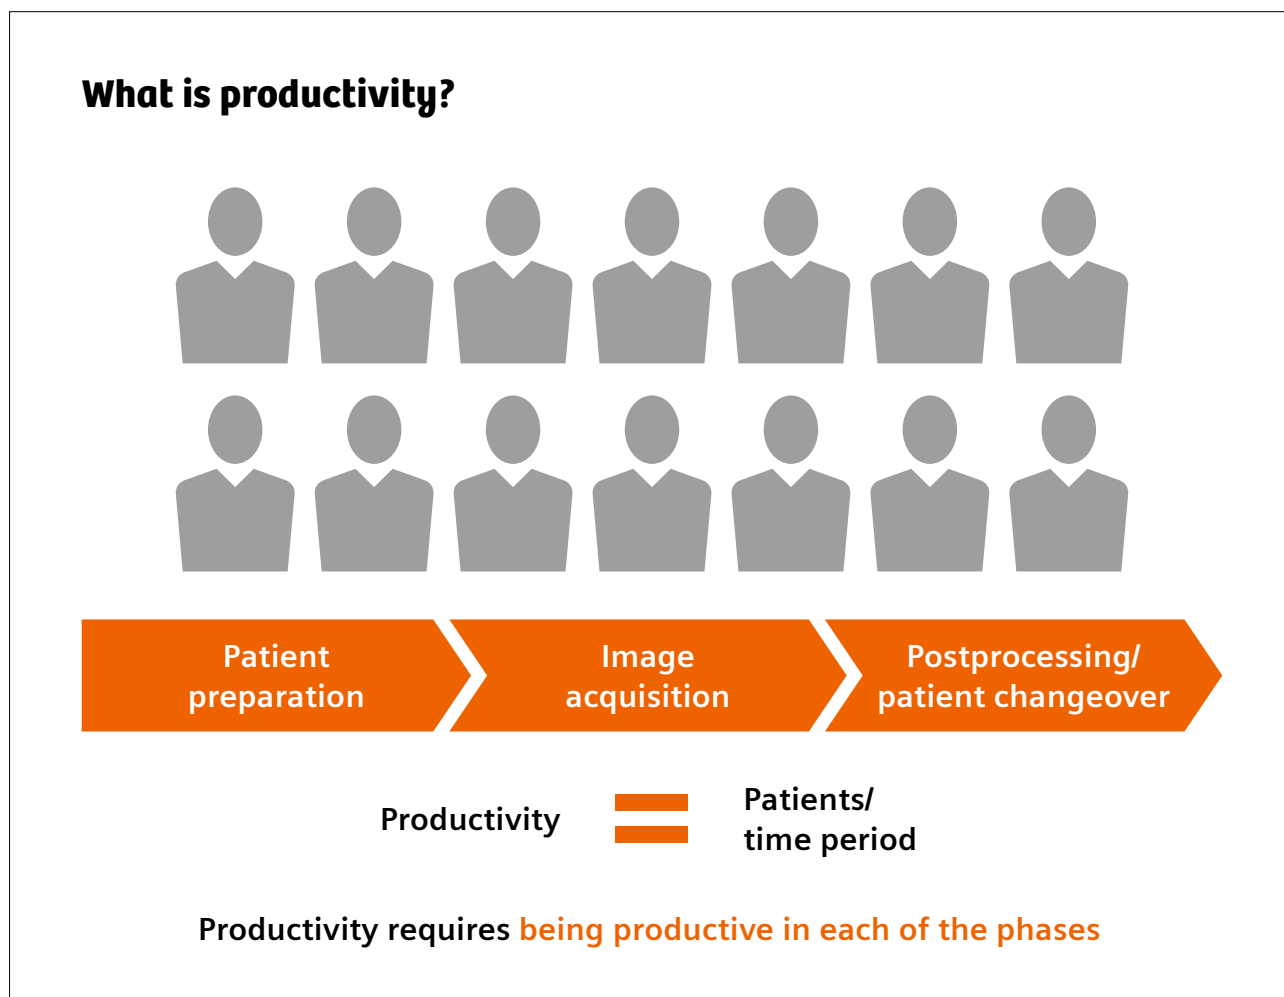 What is productivity?
Patient
preparation
Image
acquisition
Postprocessing/
patient changeover
Productivity
Patients/
time period
Productivity requires being productive in each of the phases